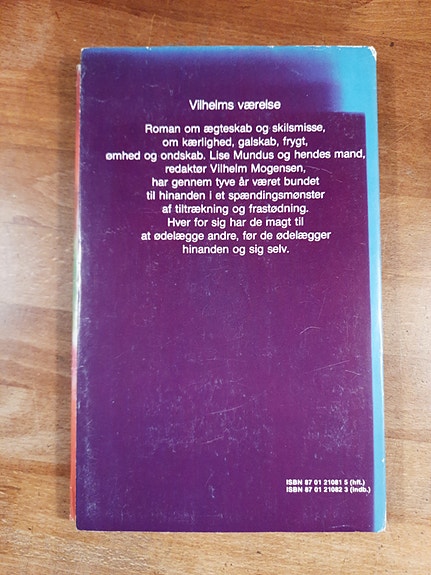 Vilhelms værelse
Roman om ægteskab og skilsmisse,
om kærlighed, galskab, frygt,
ømhed og ondskab. Lise Mundus og hendes mand,
redaktør Vilhelm Mogensen,
har gennem tyve år været bundet
til hinanden i et spændingsmønster
af tiltrækning og frastødning.
Hver for sig har de magt til
at ødelægge andre, før de ødelægger
hinanden og sig selv.
ISBN 87 01 21081 5 (hft.)
ISBN 87 01 21082 3 (indb.)